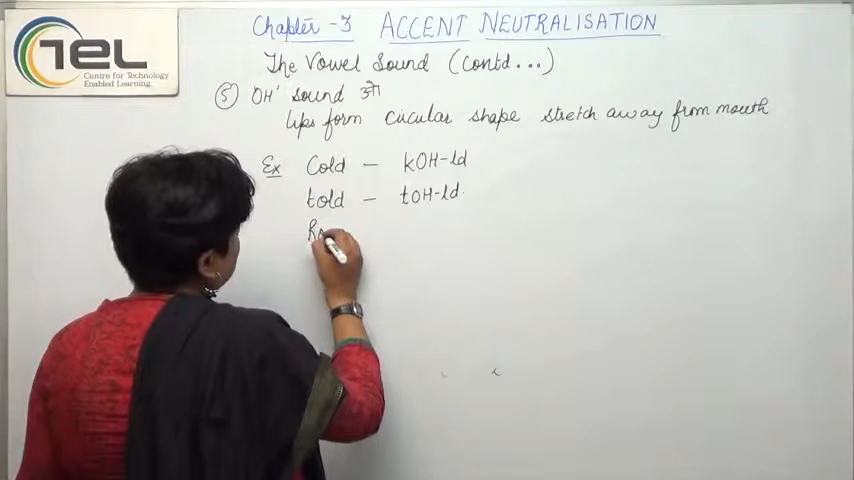 TEL
Centre for Technology
Enabled Learning
Chapter - 3 ACCENT NEUTRALISATION
The Vowel Sound (contd...)
5) OH' sound ओ
lips form circular shape stretch away from mouth
Ex Cold - kOH-ld
told - tOH-ld